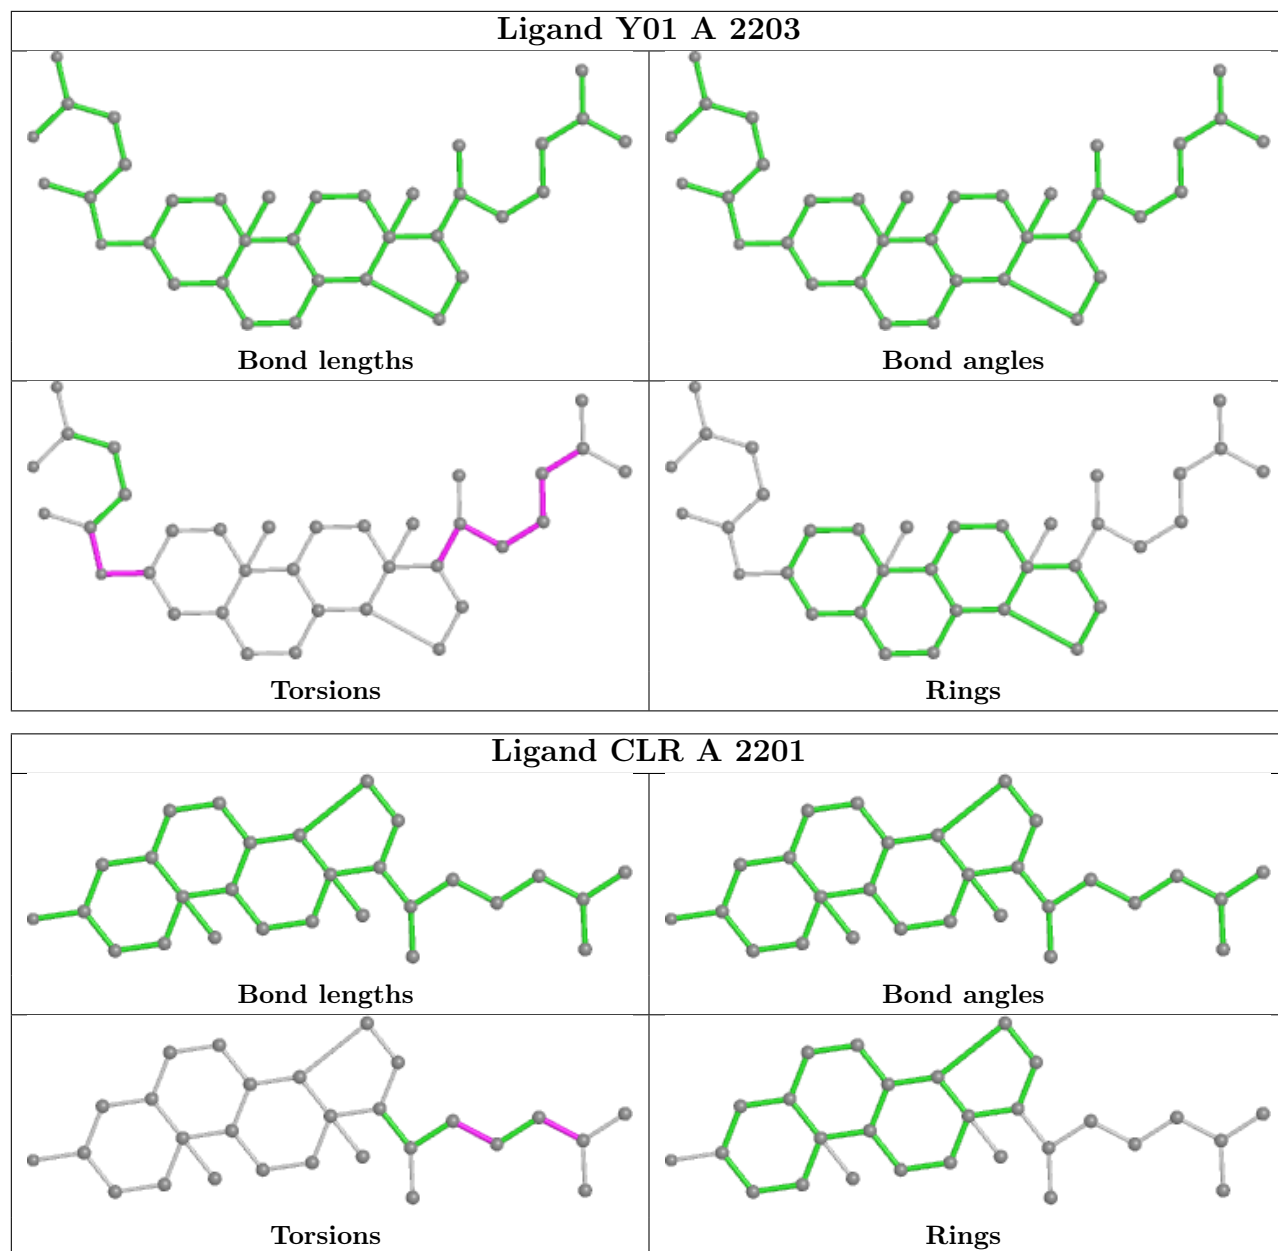 Ligand Y01 A 2203
Bond lengths
Bond angles
Torsions
Rings
Ligand CLR A 2201
Bond lengths
Bond angles
Torsions
Rings